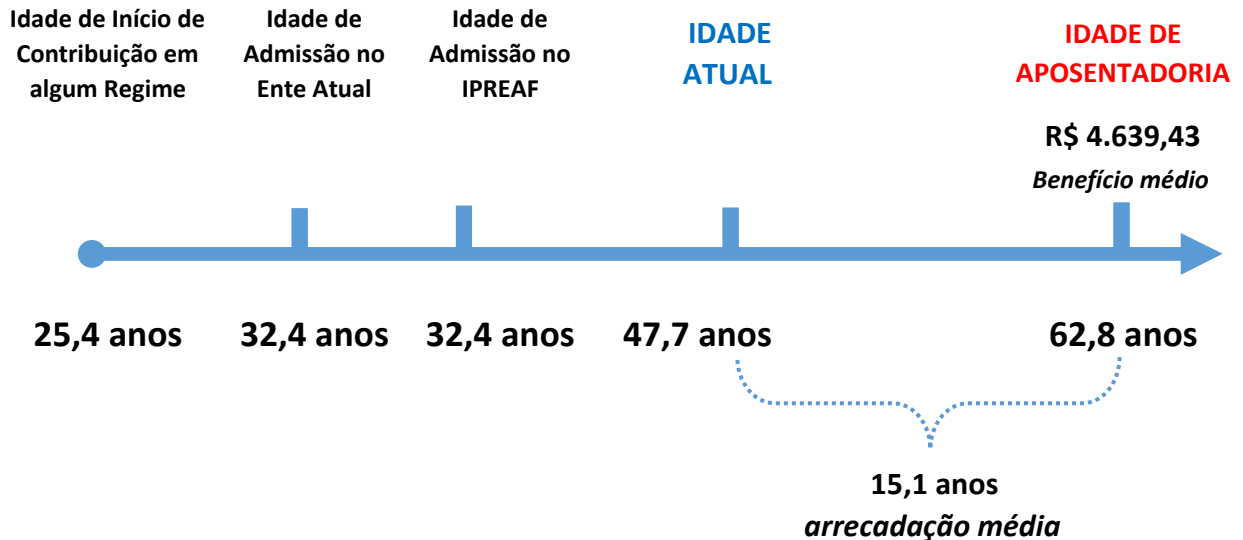 Idade de Início de
Contribuição em
algum Regime
Idade de
Admissão no
Ente Atual
Idade de
Admissão no
IPREAF
IDADE
ATUAL
IDADE DE
APOSENTADORIA
R$ 4.639,43
Benefício médio
25,4 anos
32,4 anos
32,4 anos
47,7 anos
62,8 anos
15,1 anos
arrecadação média